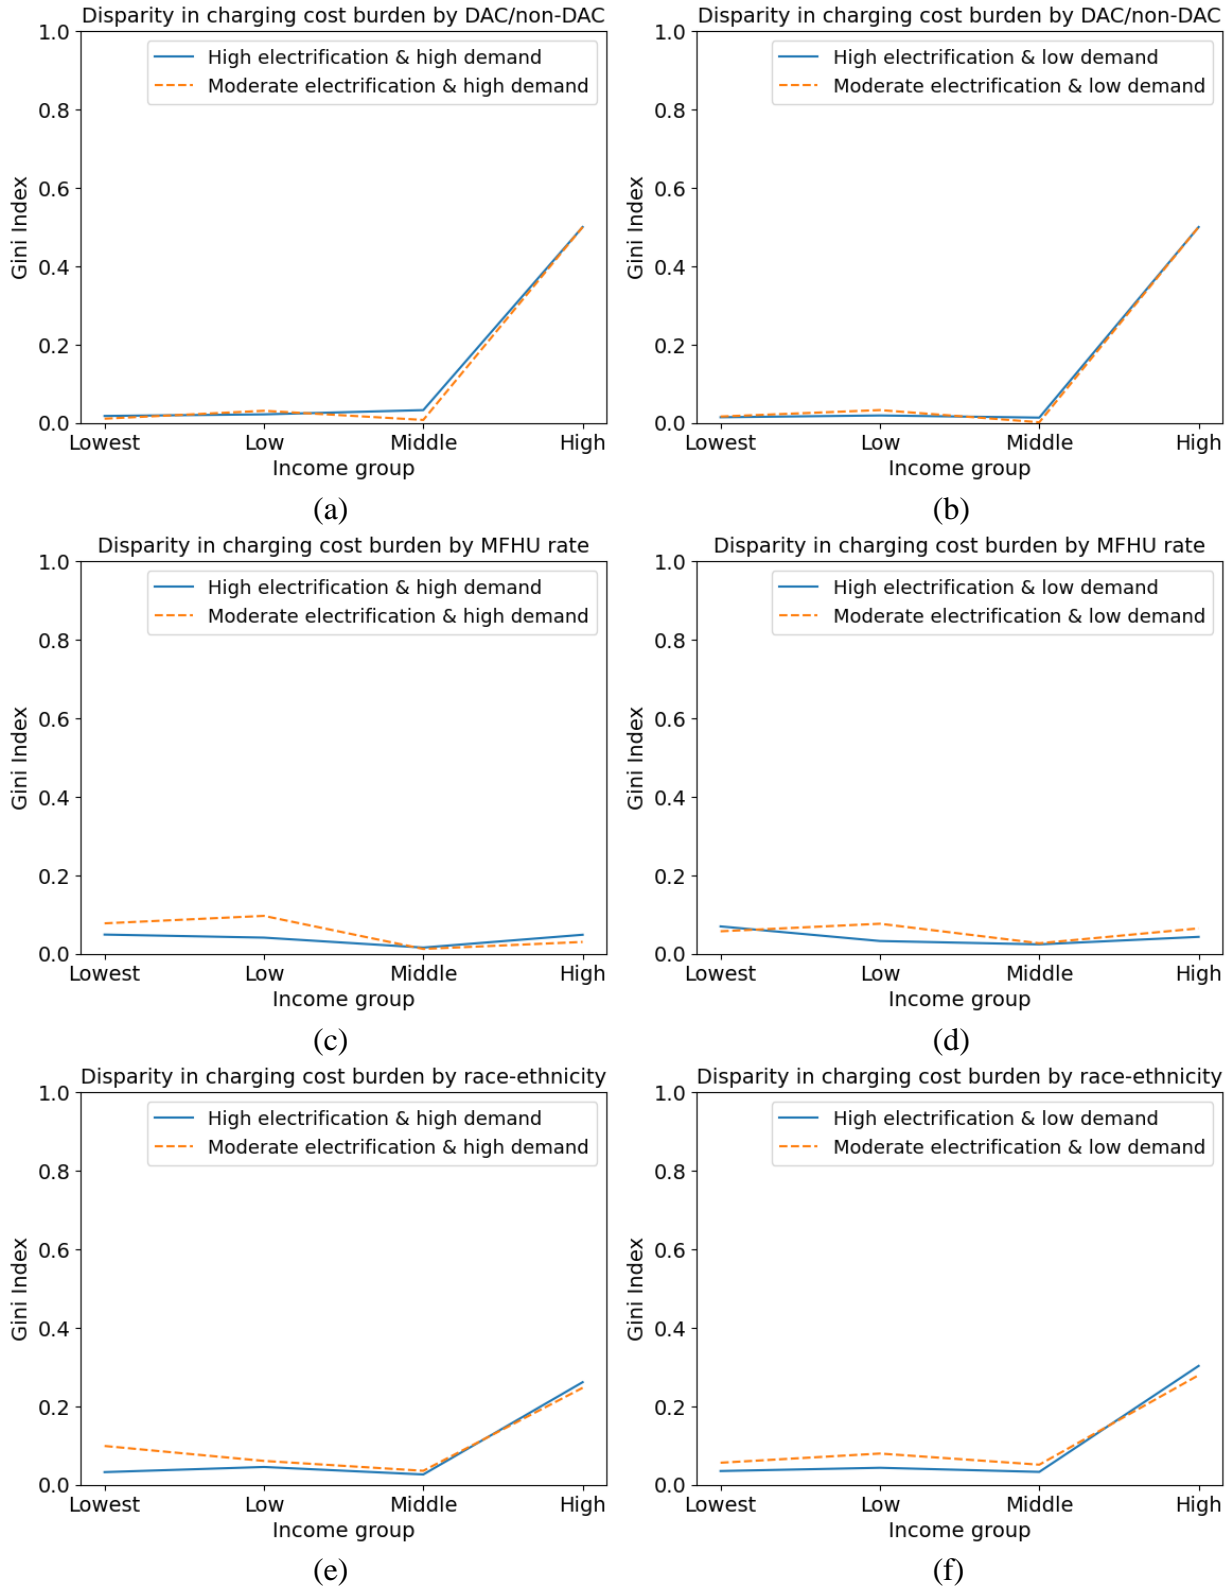 Disparity in charging cost burden by DAC/non-DAC
1.0
High electrification & high demand
Moderate electrification & high demand
0.8
0.6
Gini Index
0.4
0.2
0.0
Lowest Low Middle High
Income group
(a)
Disparity in charging cost burden by DAC/non-DAC
1.0
High electrification & low demand
Moderate electrification & low demand
0.8
0.6
Gini Index
0.4
0.2
0.0
Lowest Low Middle High
Income group
(b)
Disparity in charging cost burden by MFHU rate
1.0
High electrification & high demand
Moderate electrification & high demand
0.8
0.6
Gini Index
0.4
0.2
0.0
Lowest Low Middle High
Income group
(c)
Disparity in charging cost burden by MFHU rate
1.0
High electrification & low demand
Moderate electrification & low demand
0.8
0.6
Gini Index
0.4
0.2
0.0
Lowest Low Middle High
Income group
(d)
Disparity in charging cost burden by race-ethnicity
1.0
High electrification & high demand
Moderate electrification & high demand
0.8
0.6
Gini Index
0.4
0.2
0.0
Lowest Low Middle High
Income group
(e)
Disparity in charging cost burden by race-ethnicity
1.0
High electrification & low demand
Moderate electrification & low demand
0.8
0.6
Gini Index
0.4
0.2
0.0
Lowest Low Middle High
Income group
(f)